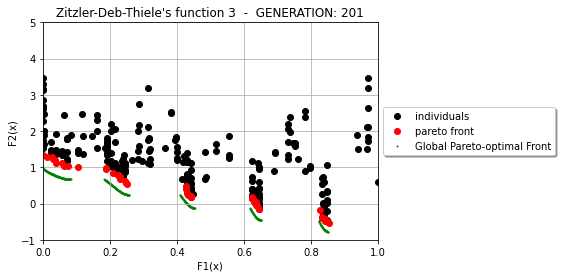 Zitzler-Deb-Thiele's function 3 - GENERATION: 201
5
4
3
2
1
0
−1
F2(x)
0.0 0.2 0.4 0.6 0.8 1.0
F1(x)
individuals
pareto front
Global Pareto-optimal Front